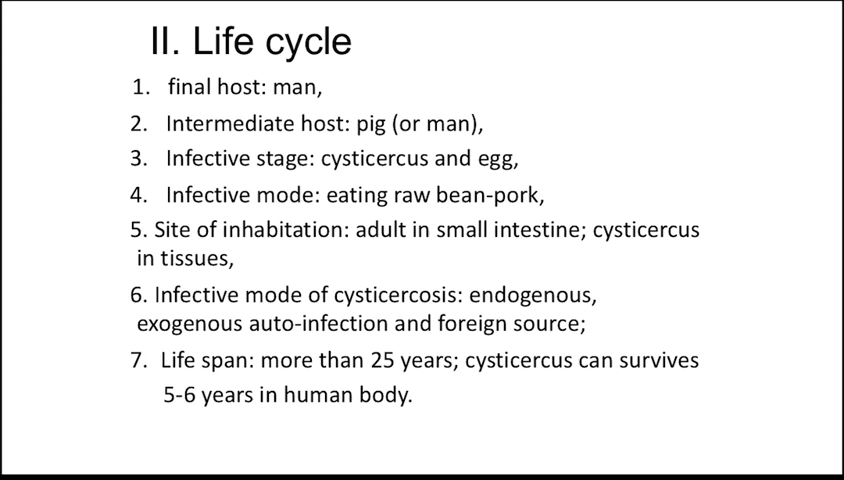 II. Life cycle
1. final host: man,
2. Intermediate host: pig (or man),
3. Infective stage: cysticercus and egg,
4. Infective mode: eating raw bean-pork,
5. Site of inhabitation: adult in small intestine; cysticercus
in tissues,
6. Infective mode of cysticercosis: endogenous,
exogenous auto-infection and foreign source;
7. Life span: more than 25 years; cysticercus can survives
5-6 years in human body.